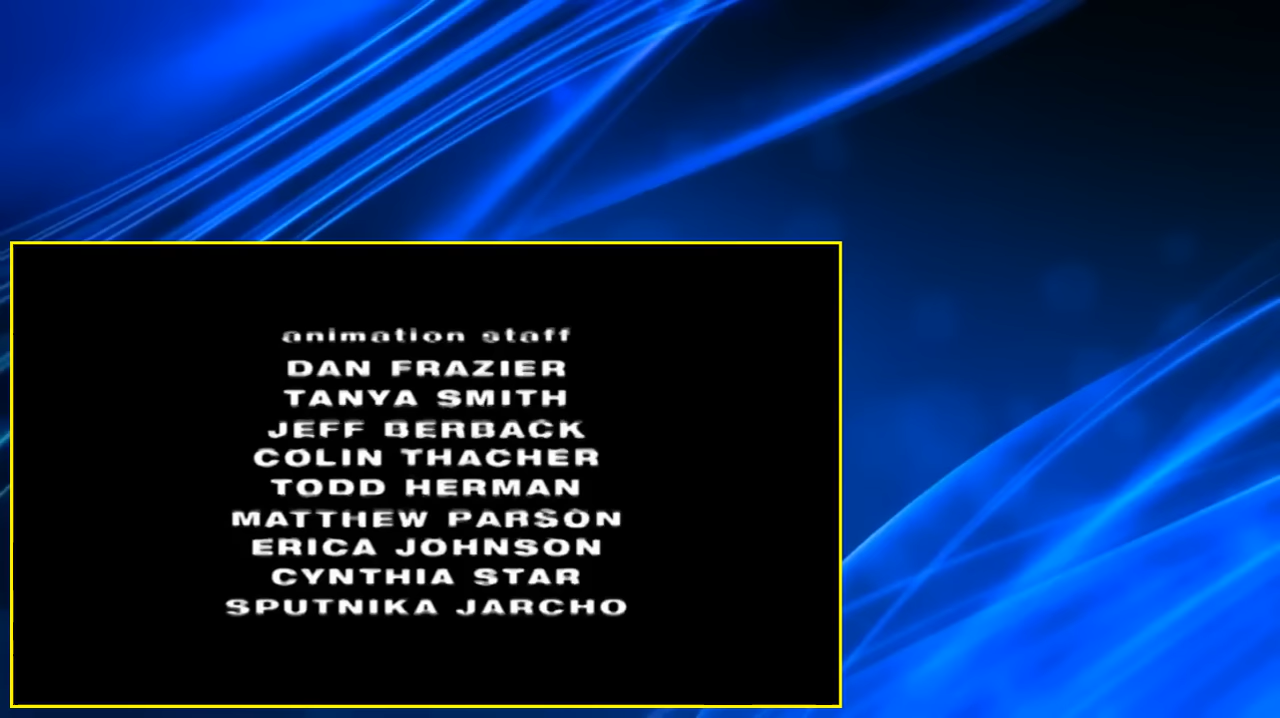 animation staff
DAN FRAZIER
TANYA SMITH
JEFF BERBACK
COLIN THACHER
TODD HERMAN
MATTHEW PARSON
ERICA JOHNSON
CYNTHIA STAR
SPUTNIKA JARCHO